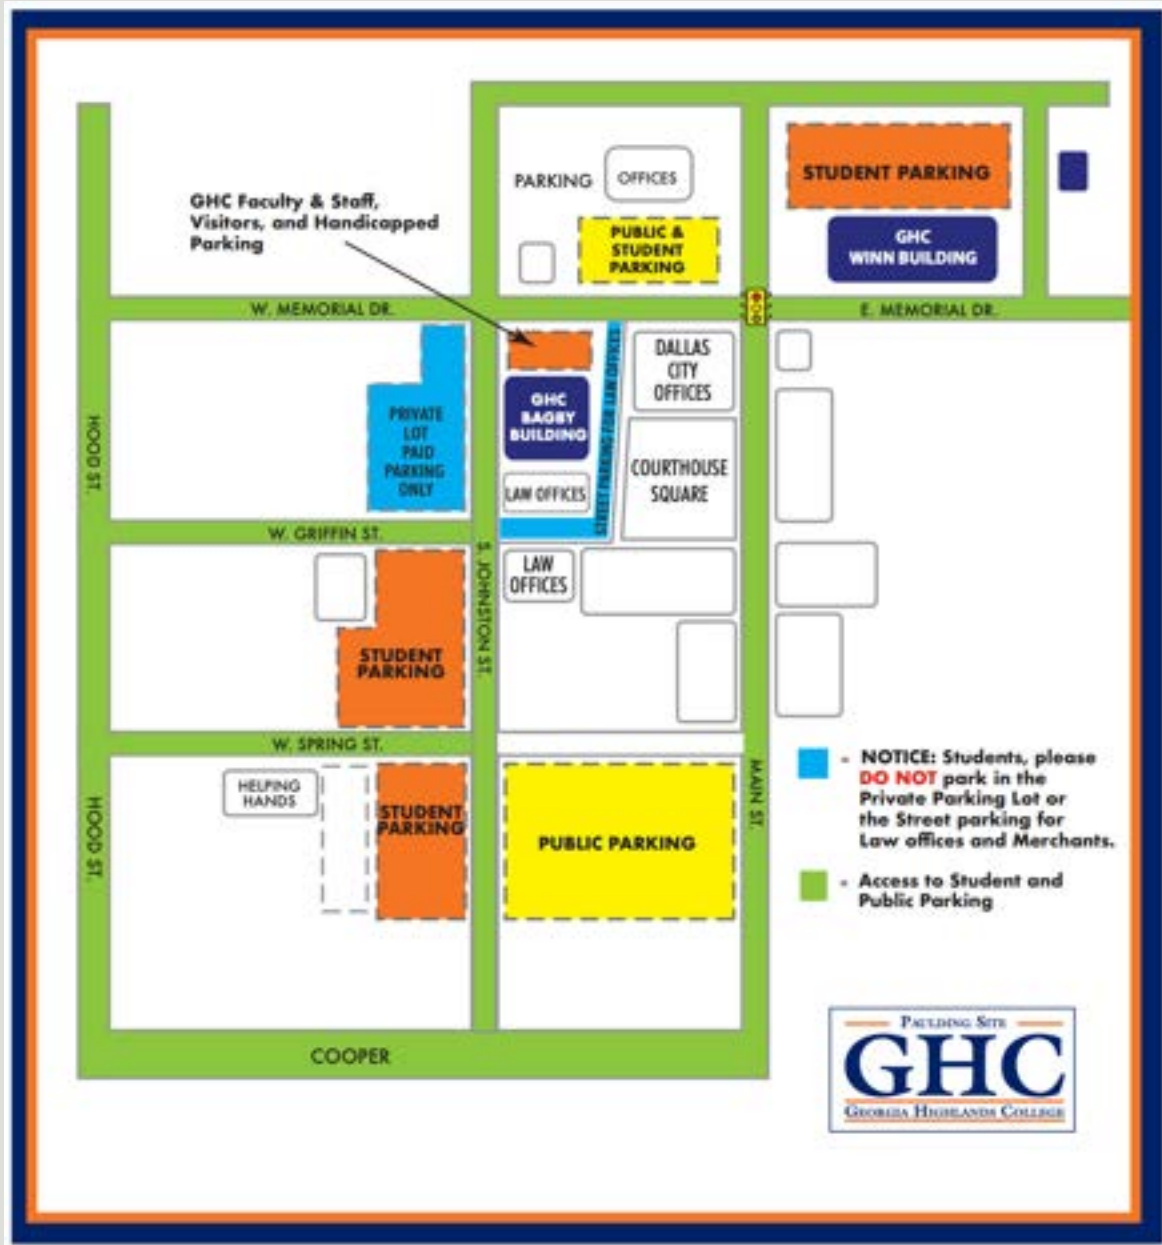 GHC Faculty & Staff,
Visitors, and Handicapped
Parking
PARKING
OFFICES
PUBLIC &
STUDENT
PARKING
STUDENT PARKING
GHC
WINN BUILDING
W. MEMORIAL DR.
E. MEMORIAL DR.
PRIVATE
LOT
PAID
PARKING
ONLY
GHC
BAGBY
BUILDING
LAW OFFICES
STREET PARKING FOR LAW OFFICES
DALLAS
CITY
OFFICES
COURTHOUSE
SQUARE
HOOD ST.
W. GRIFFIN ST.
S. JOHNSTON ST.
LAW
OFFICES
STUDENT
PARKING
W. SPRING ST.
HELPING
HANDS
STUDENT
PARKING
PUBLIC PARKING
MAIN ST.
HOOD ST.
- NOTICE: Students, please
DO NOT park in the
Private Parking Lot or
the Street parking for
Law offices and Merchants.
- Access to Student and
Public Parking
COOPER
PAULDING SITE
GHC
GEORGIA HIGHLANDS COLLEGE